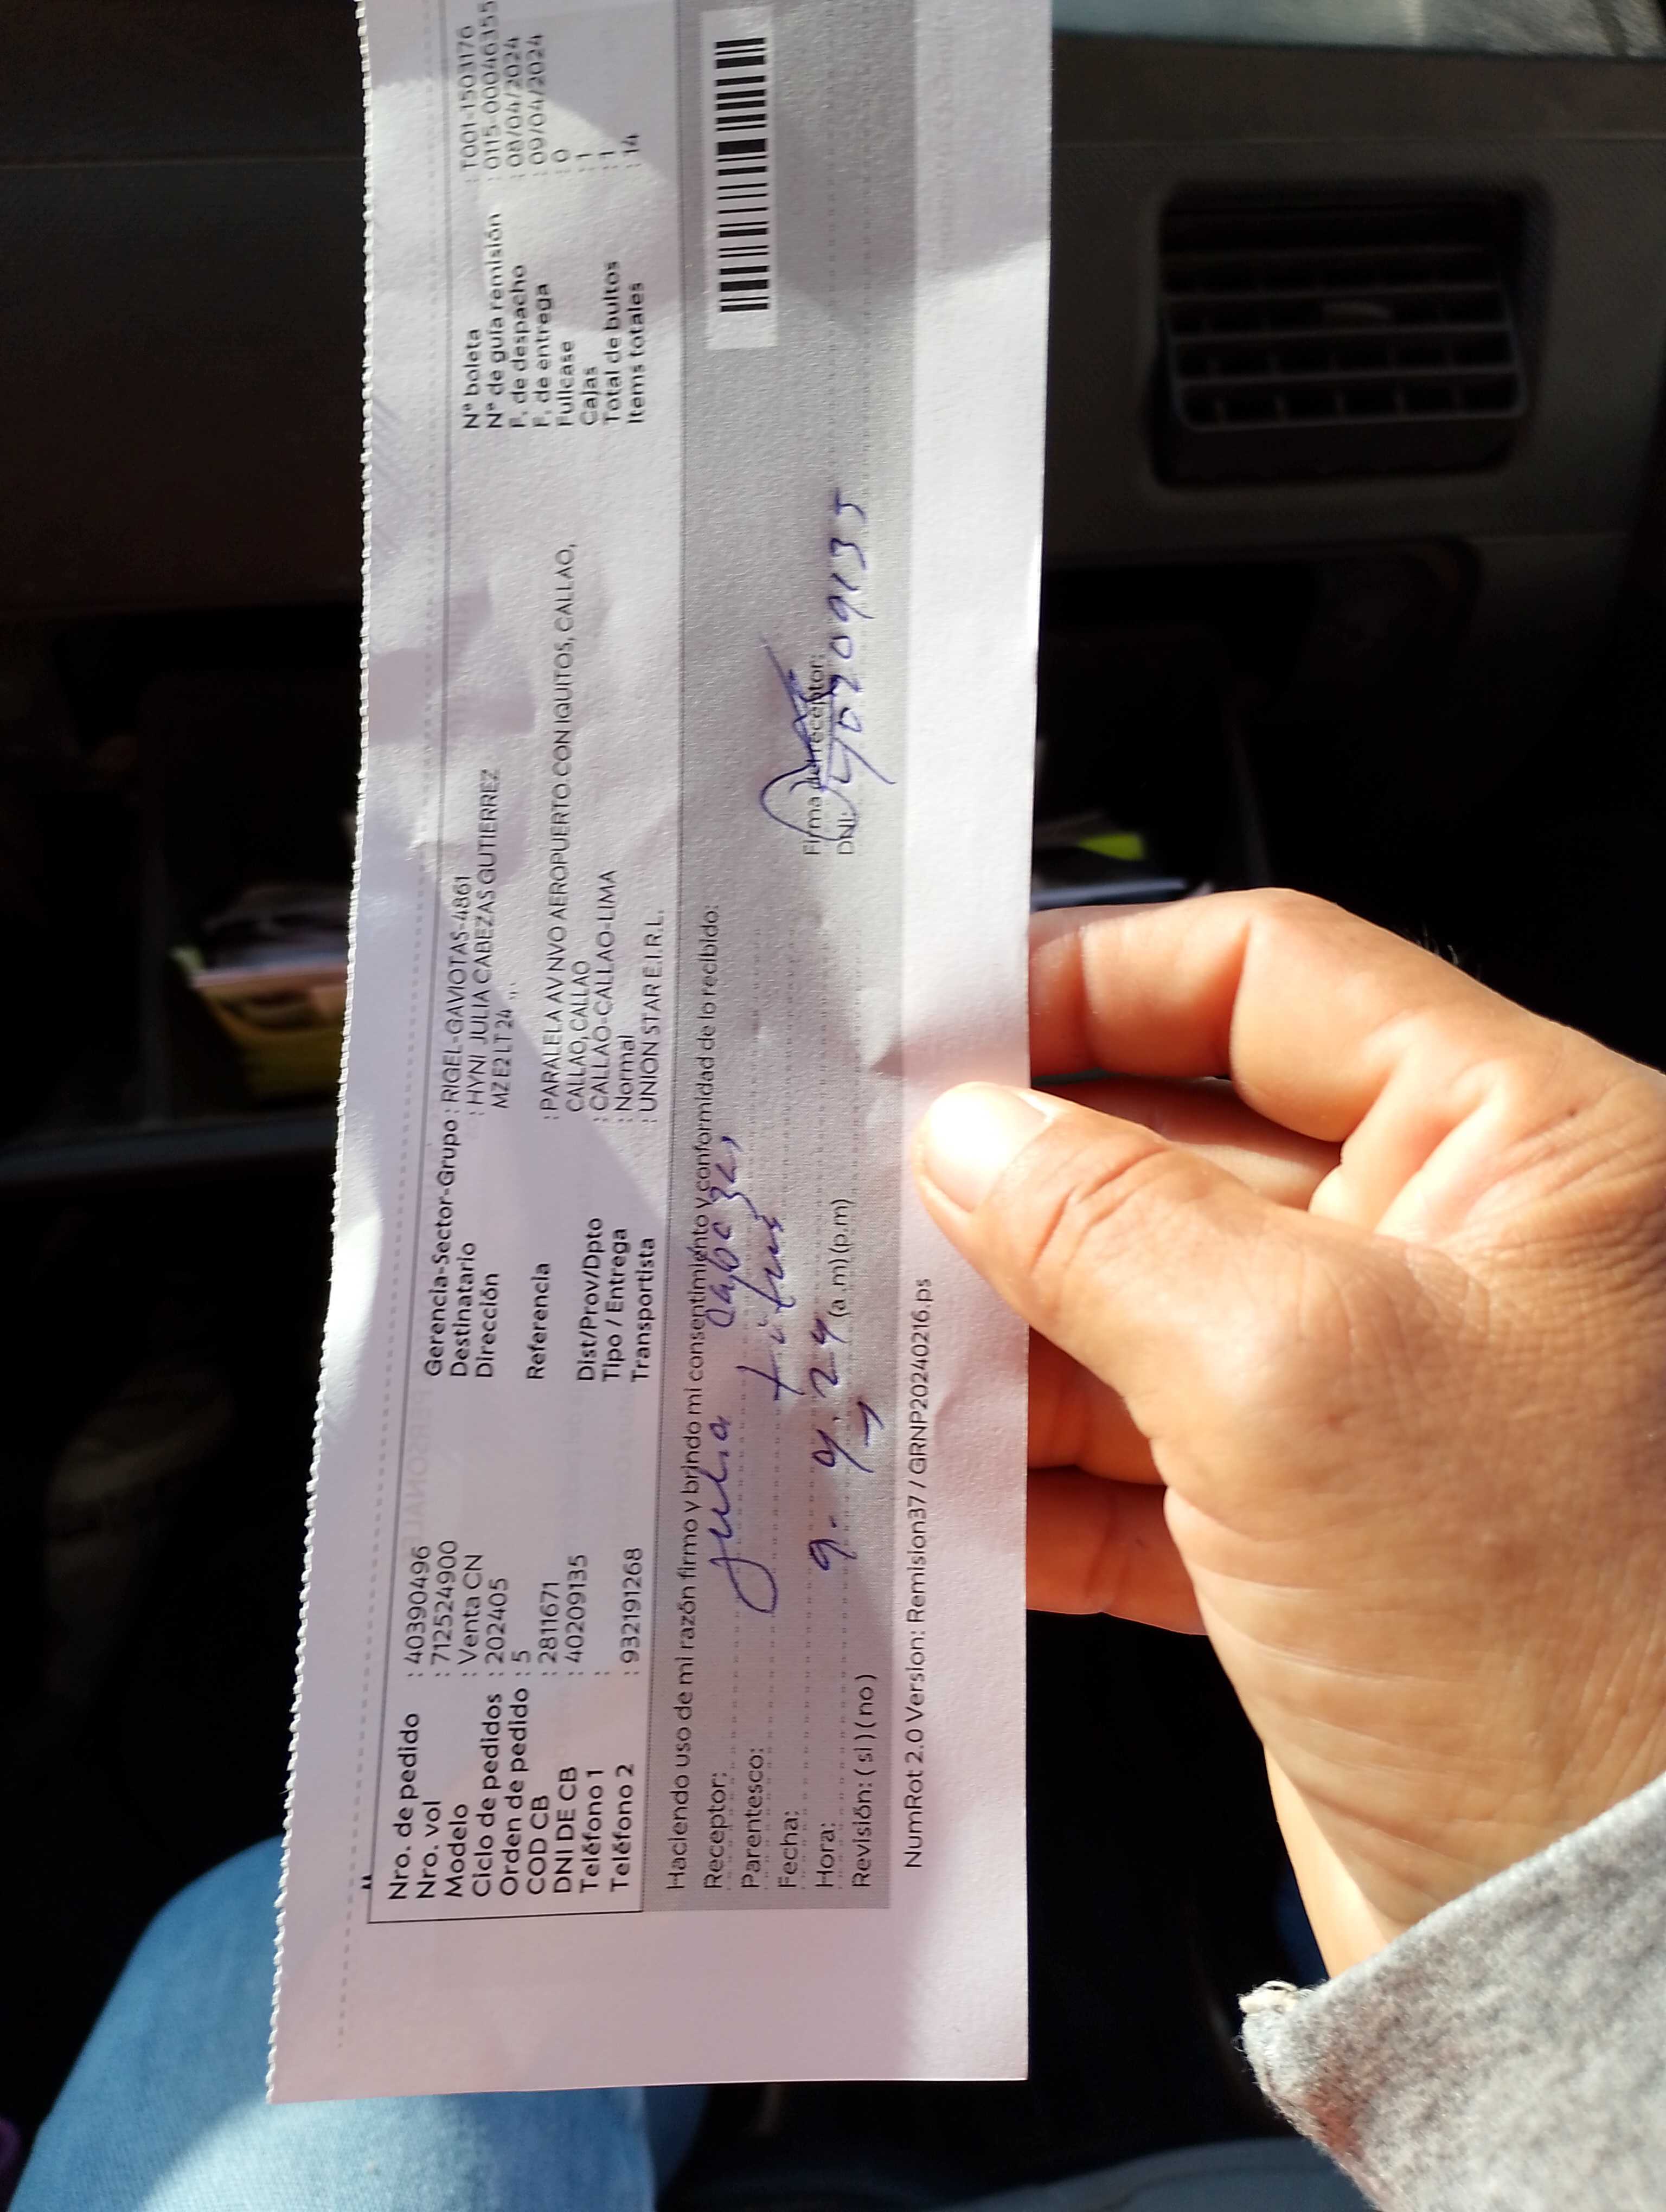 Nro. de pedido : 40390496
Nro. vol : 712524900
Modelo : Venta CN
Ciclo de pedidos : 202405
Orden de pedido : 5
COD CB : 281671
DNI DE CB : 40209135
Teléfono 1 :
Teléfono 2 : 932191268
Gerencia-Sector-Grupo : RIGEL-GAVIOTAS-4861
Destinatario : HYNI JULIA CABEZAS GUTIERREZ
Dirección MZ E2 LT 24 ,, ,
Referencia : PARALELA AV NVO AEROPUERTO CON IQUITOS, CALLAO,
CALLAO, CALLAO
Dist/Prov/Dpto : CALLAO-CALLAO-LIMA
Tipo / Entrega : Normal
Transportista : UNION STAR E.I.R.L.
N° boleta : T001-1503176
N° de guía remisión : 0115-00046355
F. de despacho : 08/04/2024
F. de entrega : 09/04/2024
Fullcase : 0
Cajas : 1
Total de bultos : 1
Items totales : 14
Haciendo uso de mi razón firmo y brindo mi consentimiento y conformidad de lo recibido:
Receptor: Julia Cabezas
Parentesco: titular
Fecha: 9- 4. 24
Hora: (a .m) (p.m)
Revisión: ( si ) ( no )
Firma del receptor:
DNI: 40209135
NumRot 2.0 Version: Remision37 / GRNP20240216.ps